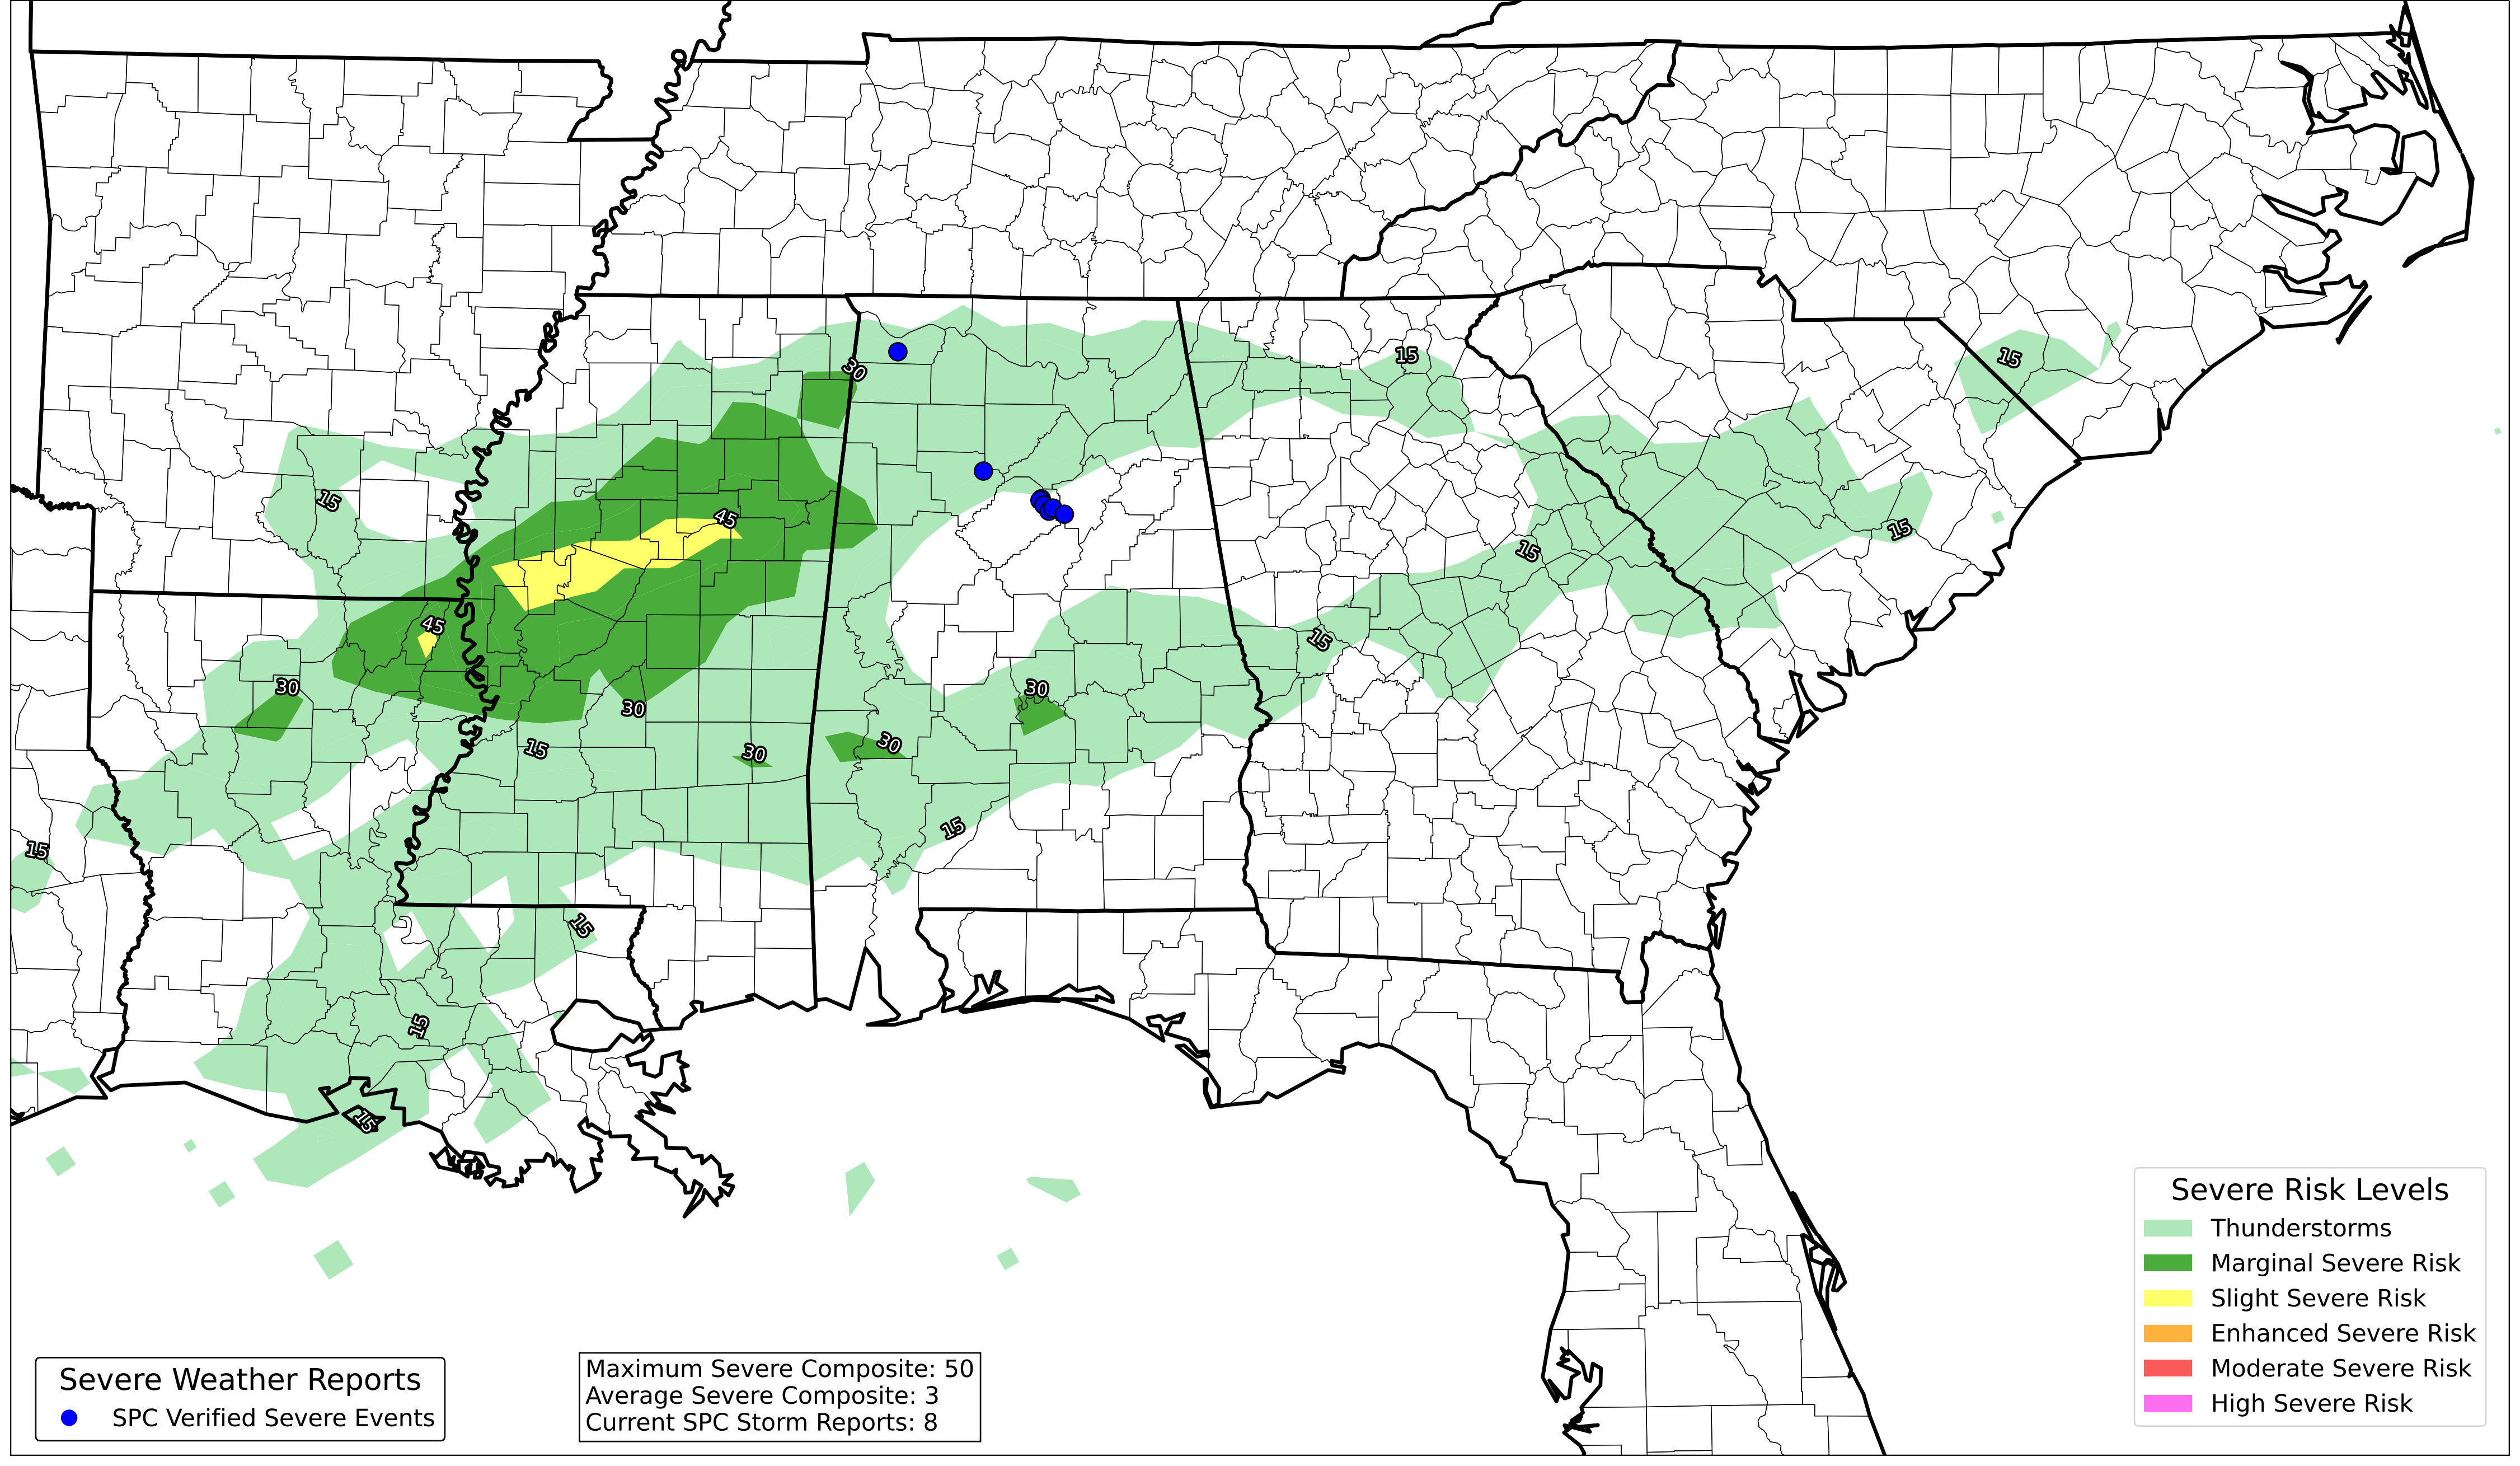 30
15
15
15
45
15
15
45
15
30
30
30
15
30
30
15
15
15
15
15
Severe Risk Levels
Thunderstorms
Marginal Severe Risk
Slight Severe Risk
Enhanced Severe Risk
Moderate Severe Risk
High Severe Risk
Severe Weather Reports
SPC Verified Severe Events
Maximum Severe Composite: 50
Average Severe Composite: 3
Current SPC Storm Reports: 8